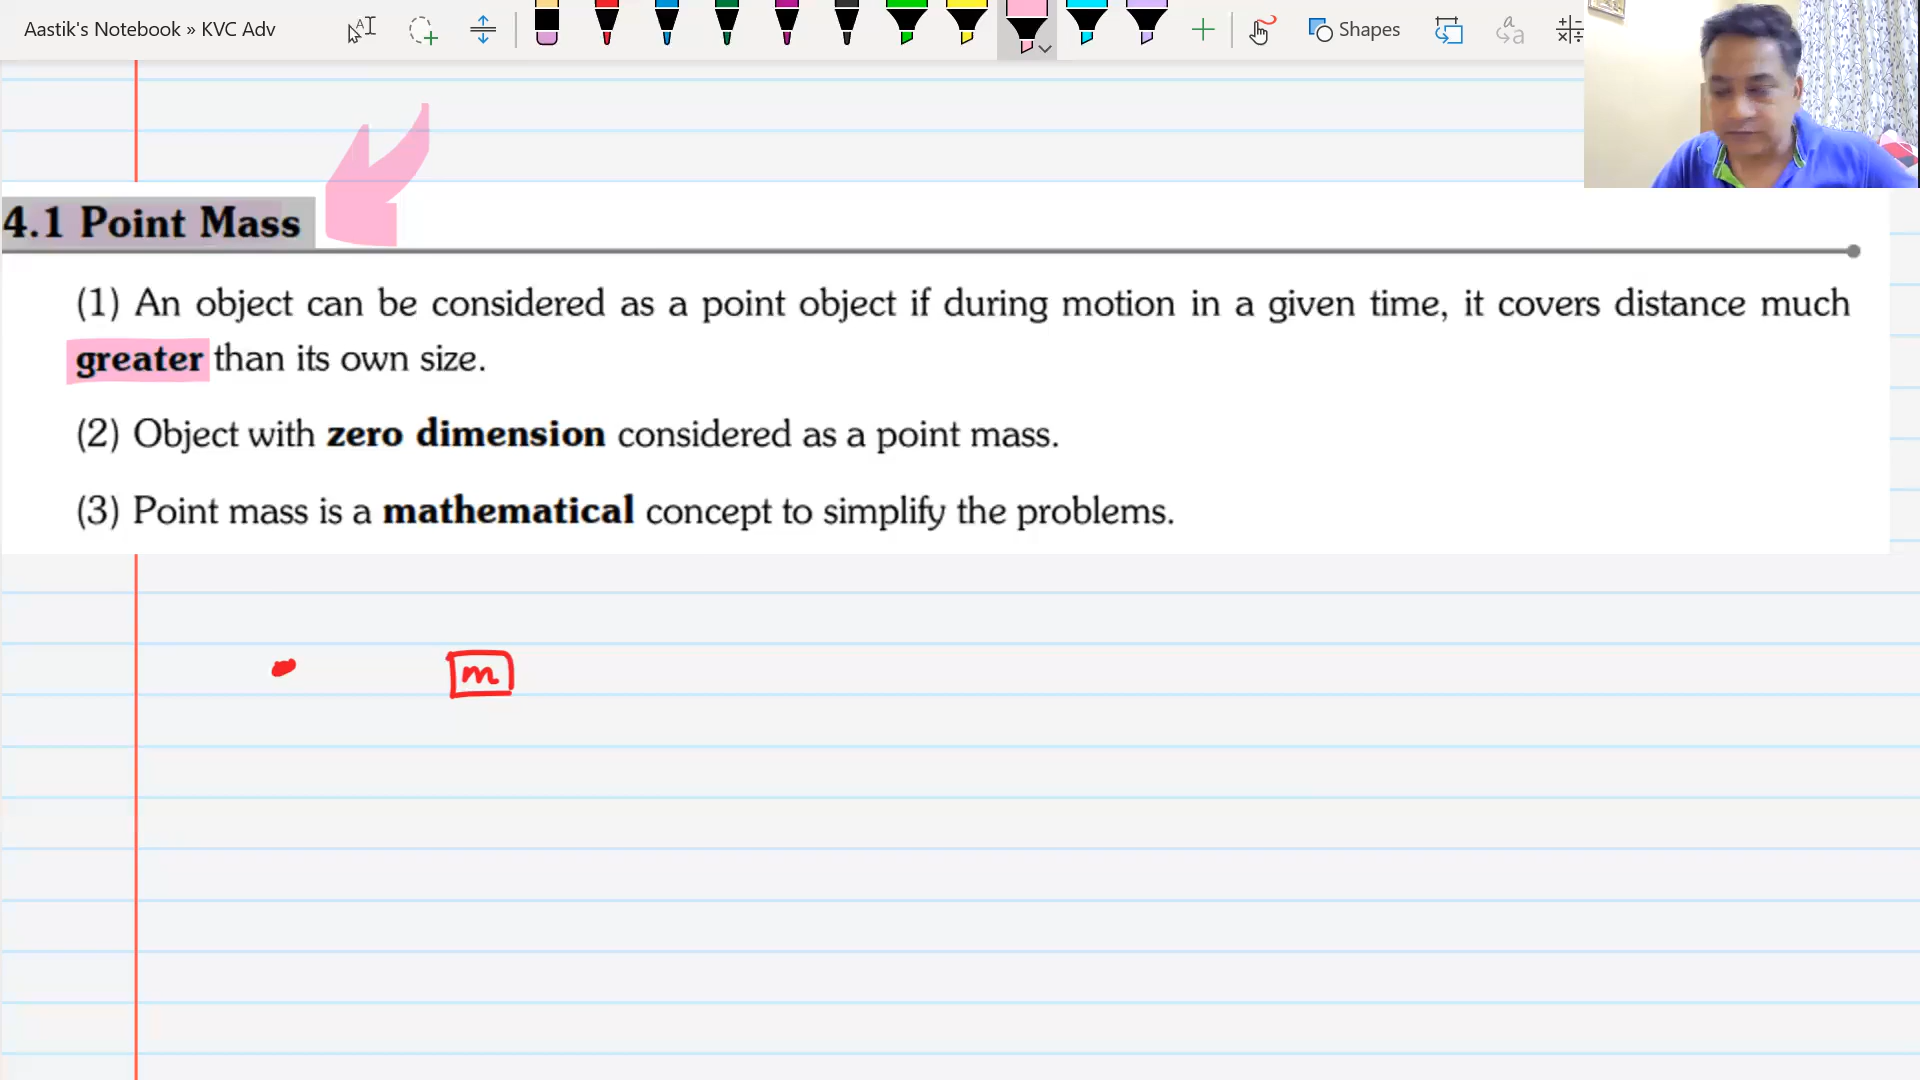 Aastik's Notebook » KVC Adv
Shapes
4.1 Point Mass
(1) An object can be considered as a point object if during motion in a given time, it covers distance much
greater than its own size.
(2) Object with zero dimension considered as a point mass.
(3) Point mass is a mathematical concept to simplify the problems.
m